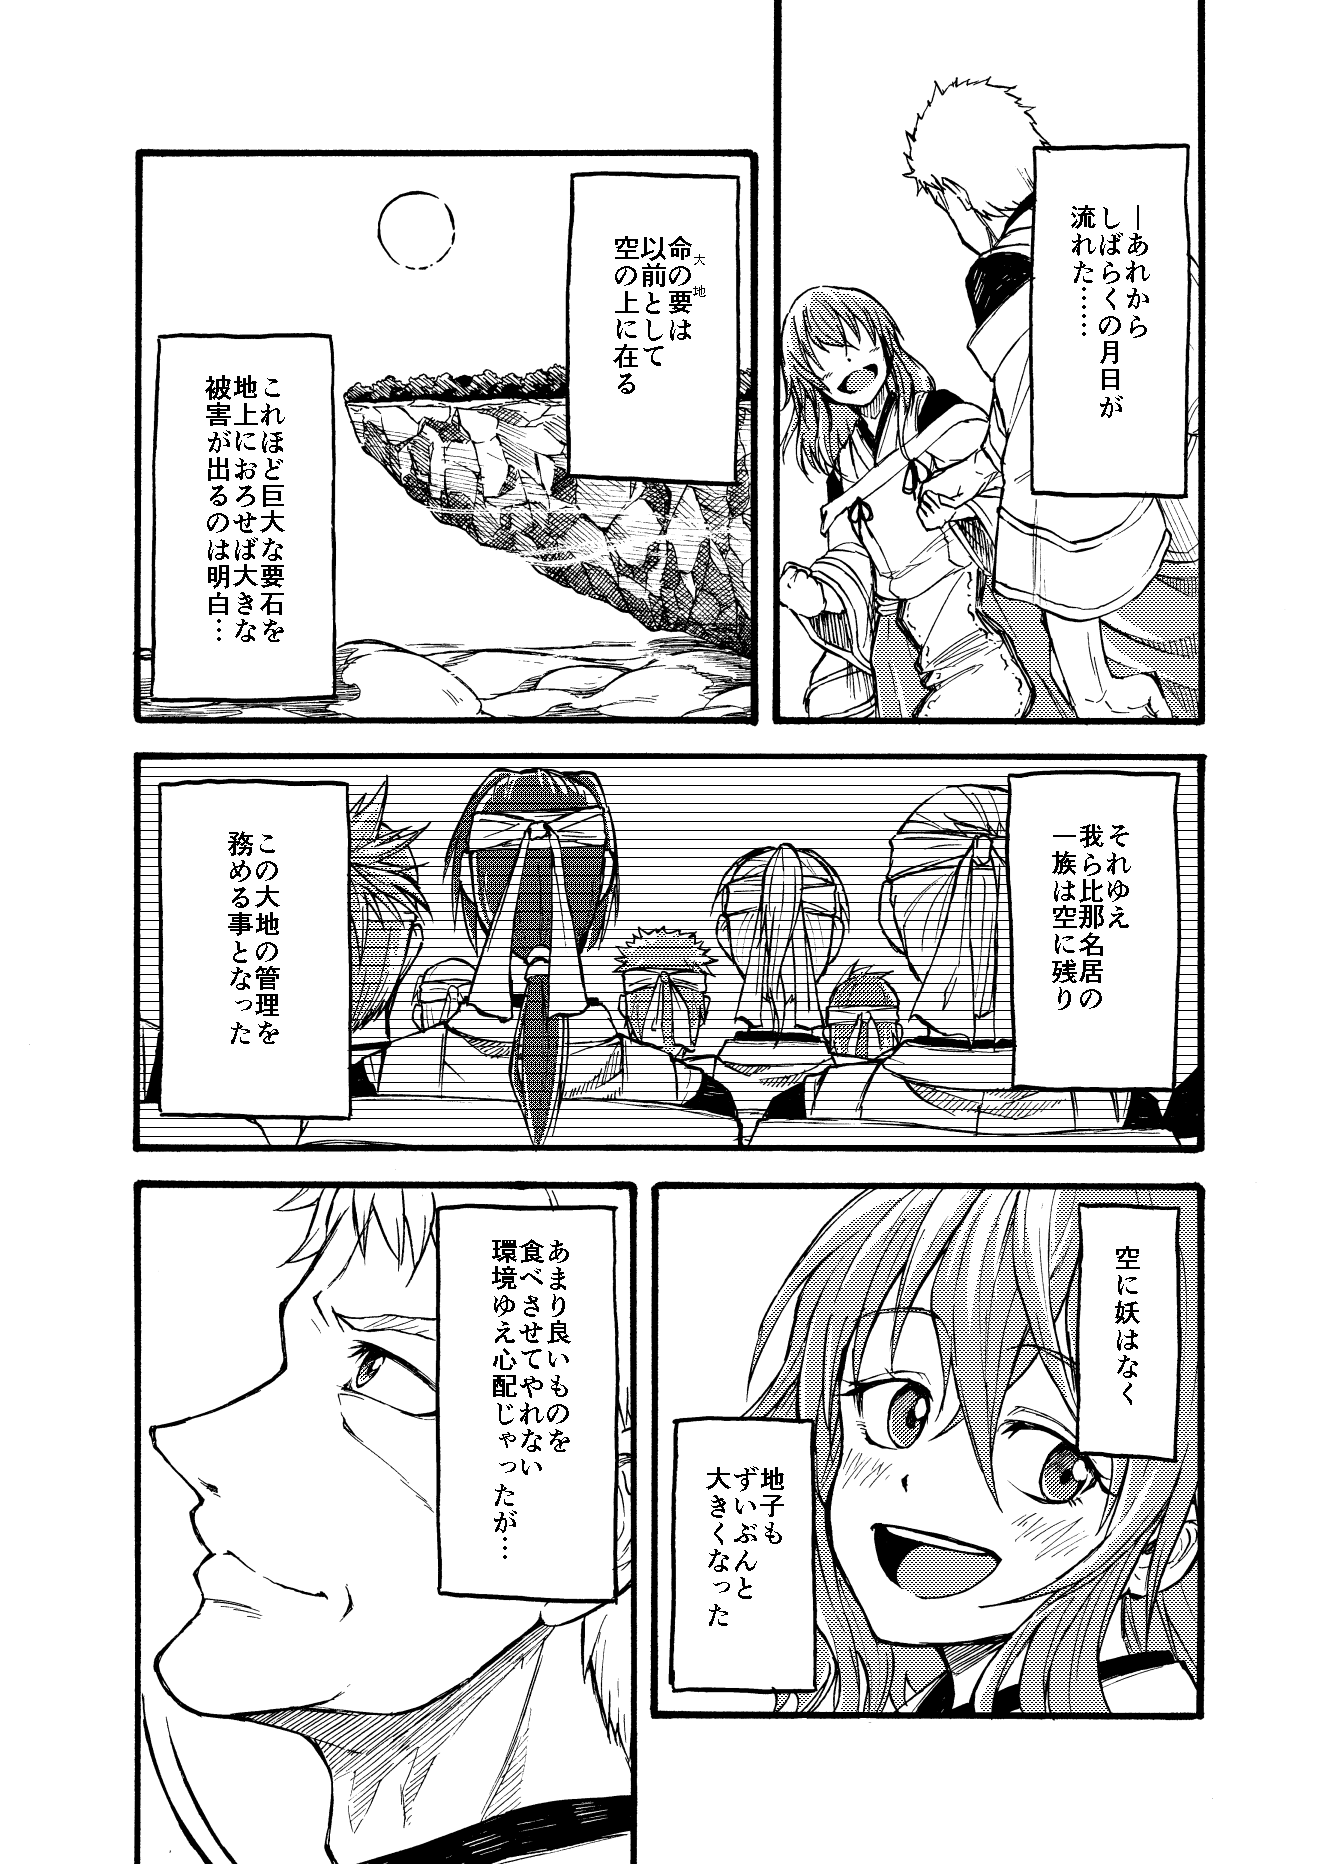 ―あれから
しばらくの月日が
流れた……
命の要は
大地
以前として
空の上に在る
これほど巨大な要石を
地上におろせば大きな
被害が出るのは明白…
それゆえ
我ら比那名居の
一族は空に残り
この大地の管理を
務める事となった
空に妖はなく
地子も
ずいぶんと
大きくなった
あまり良いものを
食べさせてやれない
環境ゆえ心配じゃったが…